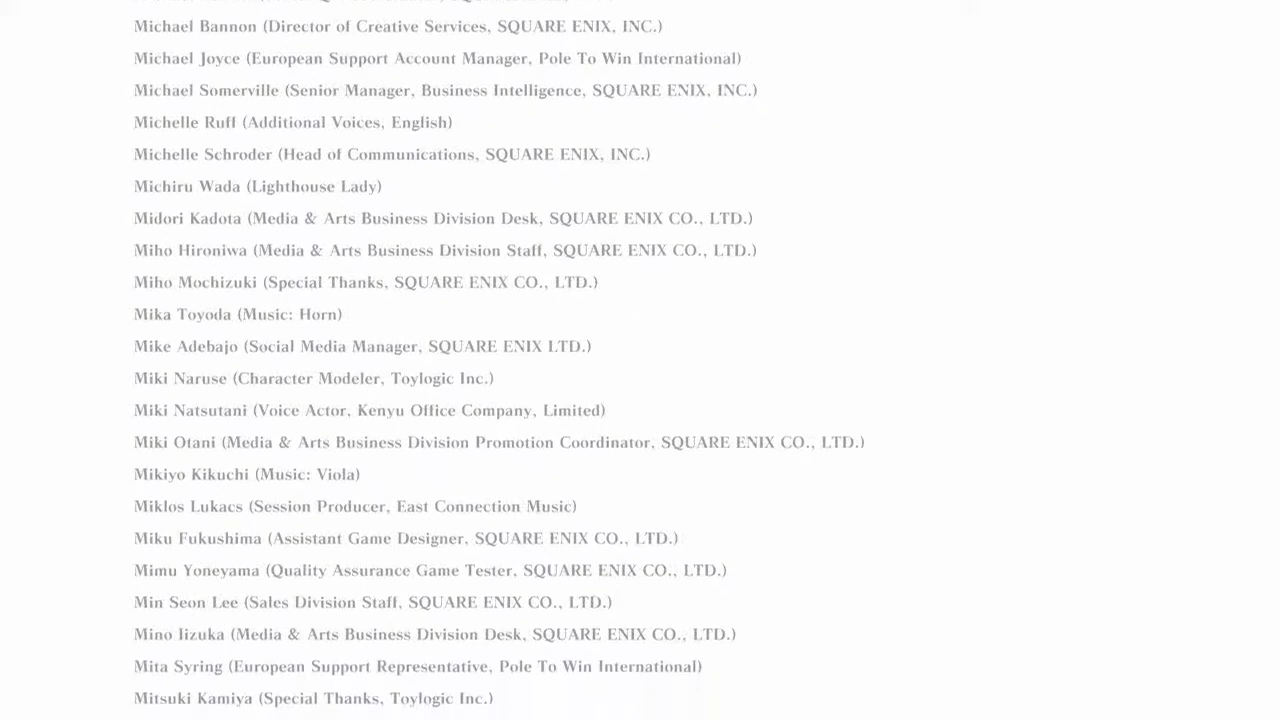 Michael Bannon (Director of Creative Services, SQUARE ENIX, INC.)
Michael Joyce (European Support Account Manager, Pole To Win International)
Michael Somerville (Senior Manager, Business Intelligence, SQUARE ENIX, INC.)
Michelle Ruff (Additional Voices, English)
Michelle Schroder (Head of Communications, SQUARE ENIX, INC.)
Michiru Wada (Lighthouse Lady)
Midori Kadota (Media & Arts Business Division Desk, SQUARE ENIX CO., LTD.)
Miho Hironiwa (Media & Arts Business Division Staff, SQUARE ENIX CO., LTD.)
Miho Mochizuki (Special Thanks, SQUARE ENIX CO., LTD.)
Mika Toyoda (Music: Horn)
Mike Adebajo (Social Media Manager, SQUARE ENIX LTD.)
Miki Naruse (Character Modeler, Toylogic Inc.)
Miki Natsutani (Voice Actor, Kenyu Office Company, Limited)
Miki Otani (Media & Arts Business Division Promotion Coordinator, SQUARE ENIX CO., LTD.)
Mikiyo Kikuchi (Music: Viola)
Miklos Lukacs (Session Producer, East Connection Music)
Miku Fukushima (Assistant Game Designer, SQUARE ENIX CO., LTD.)
Mimu Yoneyama (Quality Assurance Game Tester, SQUARE ENIX CO., LTD.)
Min Seon Lee (Sales Division Staff, SQUARE ENIX CO., LTD.)
Mino Iizuka (Media & Arts Business Division Desk, SQUARE ENIX CO., LTD.)
Mita Syring (European Support Representative, Pole To Win International)
Mitsuki Kamiya (Special Thanks, Toylogic Inc.)